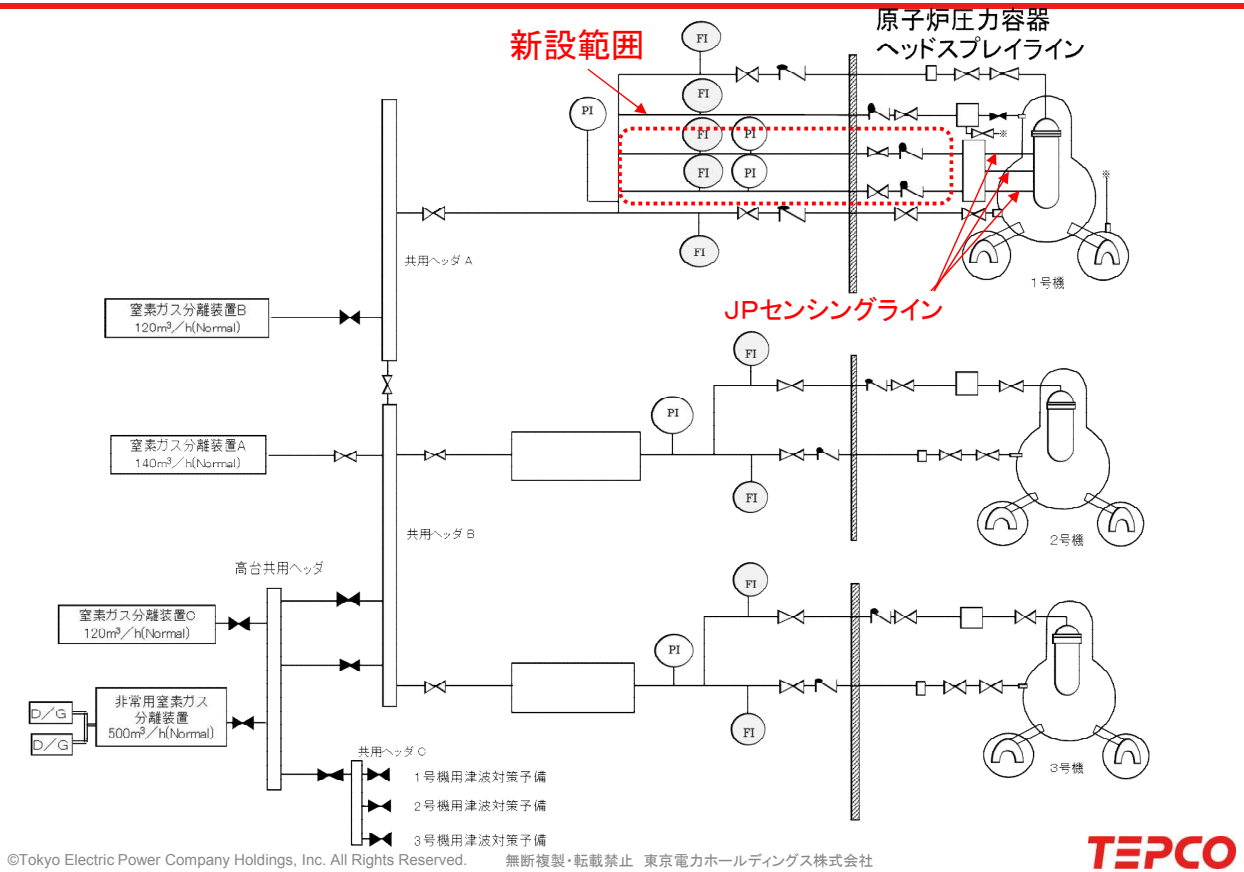 原子炉圧力容器
ヘッドスプレイライン
新設範囲
FI
FI
PI
FI
PI
FI
PI
※
※
FI
共用ヘッダ A
1号機
JPセンシングライン
窒素ガス分離装置B
120m³／h(Normal)
FI
PI
窒素ガス分離装置A
140m³／h(Normal)
FI
共用ヘッダ B
2号機
高台共用ヘッダ
FI
窒素ガス分離装置C
120m³／h(Normal)
PI
非常用窒素ガス
分離装置
500m³／h(Normal)
D／G
D／G
FI
共用ヘッダ C
3号機
1号機用津波対策予備
2号機用津波対策予備
3号機用津波対策予備
©Tokyo Electric Power Company Holdings, Inc. All Rights Reserved. 無断複製・転載禁止 東京電力ホールディングス株式会社
TEPCO